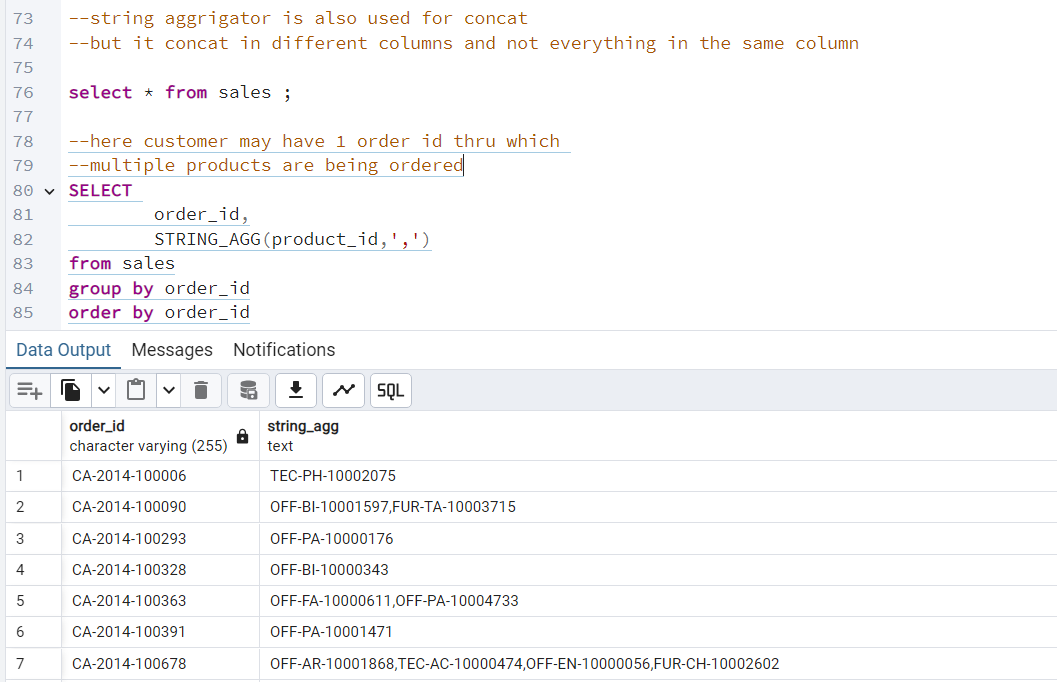 73 --string aggrigator is also used for concat
74 --but it concat in different columns and not everything in the same column
75
76 select * from sales ;
77
78 --here customer may have 1 order id thru which
79 --multiple products are being ordered
80 SELECT
81 order_id,
82 STRING_AGG(product_id,',')
83 from sales
84 group by order_id
85 order by order_id
Data Output Messages Notifications
SQL
order_id string_agg
character varying (255) text
1 CA-2014-100006 TEC-PH-10002075
2 CA-2014-100090 OFF-BI-10001597,FUR-TA-10003715
3 CA-2014-100293 OFF-PA-10000176
4 CA-2014-100328 OFF-BI-10000343
5 CA-2014-100363 OFF-FA-10000611,OFF-PA-10004733
6 CA-2014-100391 OFF-PA-10001471
7 CA-2014-100678 OFF-AR-10001868,TEC-AC-10000474,OFF-EN-10000056,FUR-CH-10002602